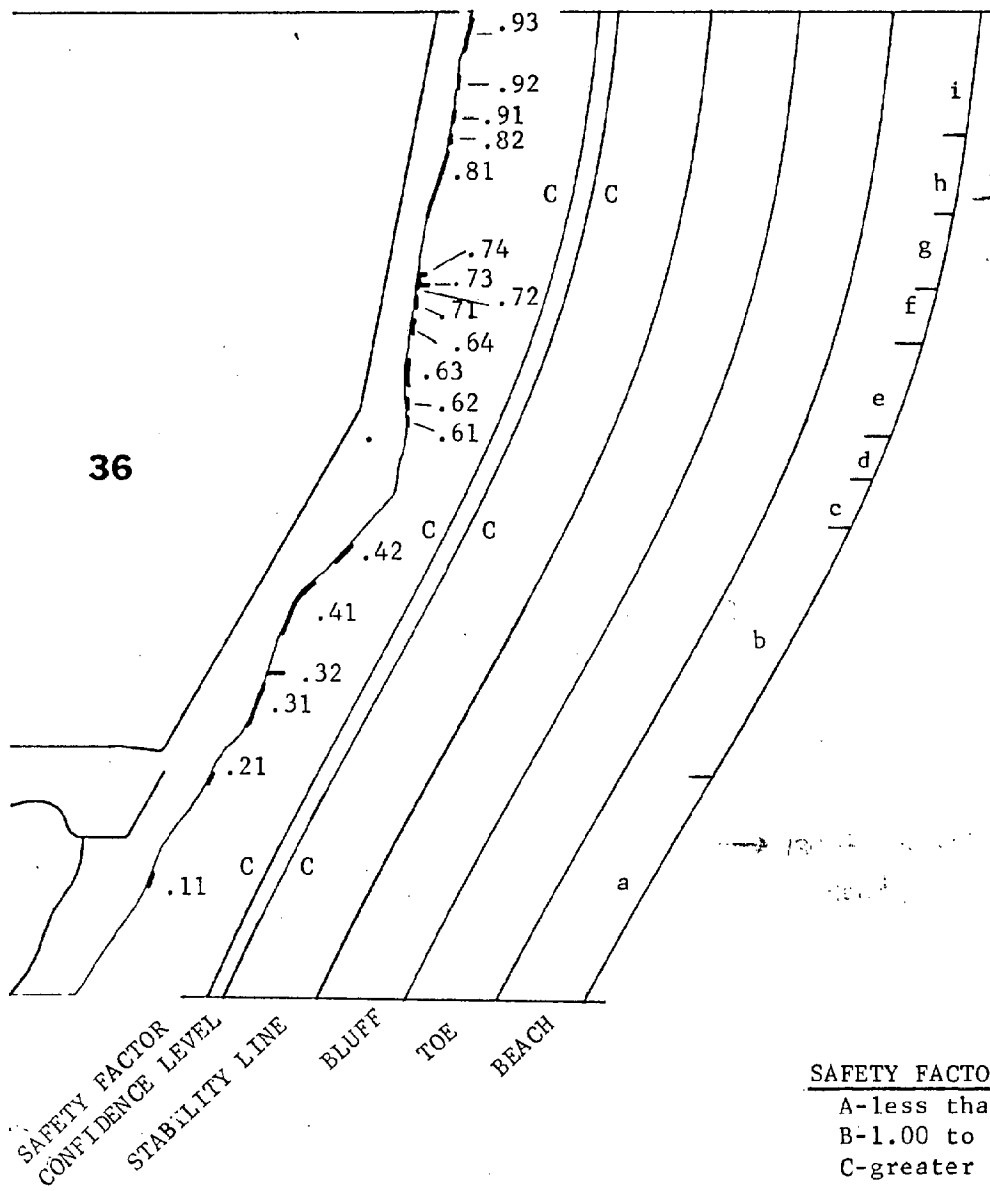 .93
.92
i
.91
.82
.81
h
C C
.74
g
.73
.72
f
.71
.64
.63
e
.62
.61
36
d
c
C C
.42
.41
b
.32
.31
.21
C C
a
.11
SAFETY FACTOR
CONFIDENCE LEVEL
STABILITY LINE
BLUFF
TOE
BEACH
SAFETY FACTO
A-less tha
B-1.00 to
C-greater